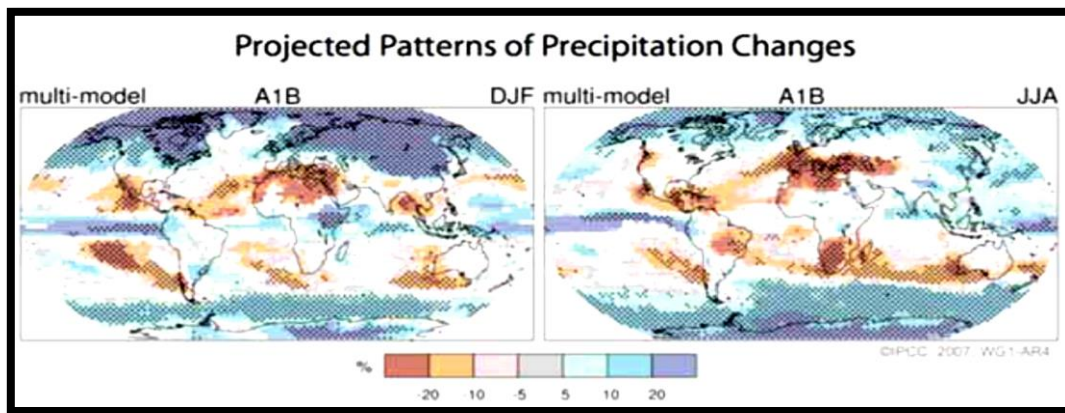 Projected Patterns of Precipitation Changes
multi-model A1B DJF multi-model A1B JJA
©IPCC 2007: WG1-AR4
%
-20 -10 -5 5 10 20